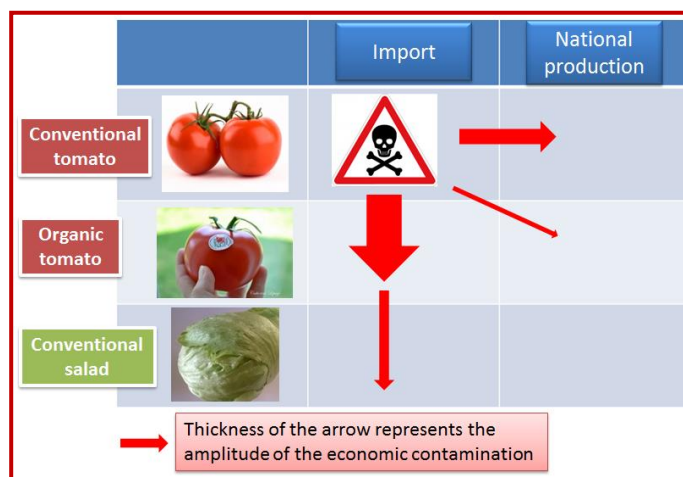 Import
National
production
Conventional
tomato
Organic
tomato
Conventional
salad
Thickness of the arrow represents the
amplitude of the economic contamination